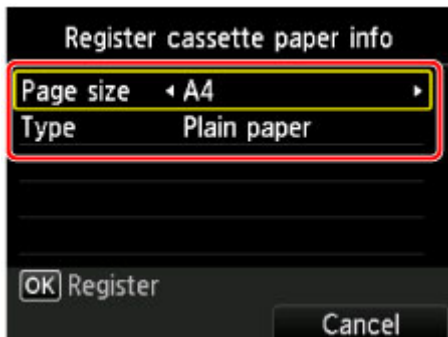 Register cassette paper info
Page size A4
Type Plain paper
OK Register
Cancel